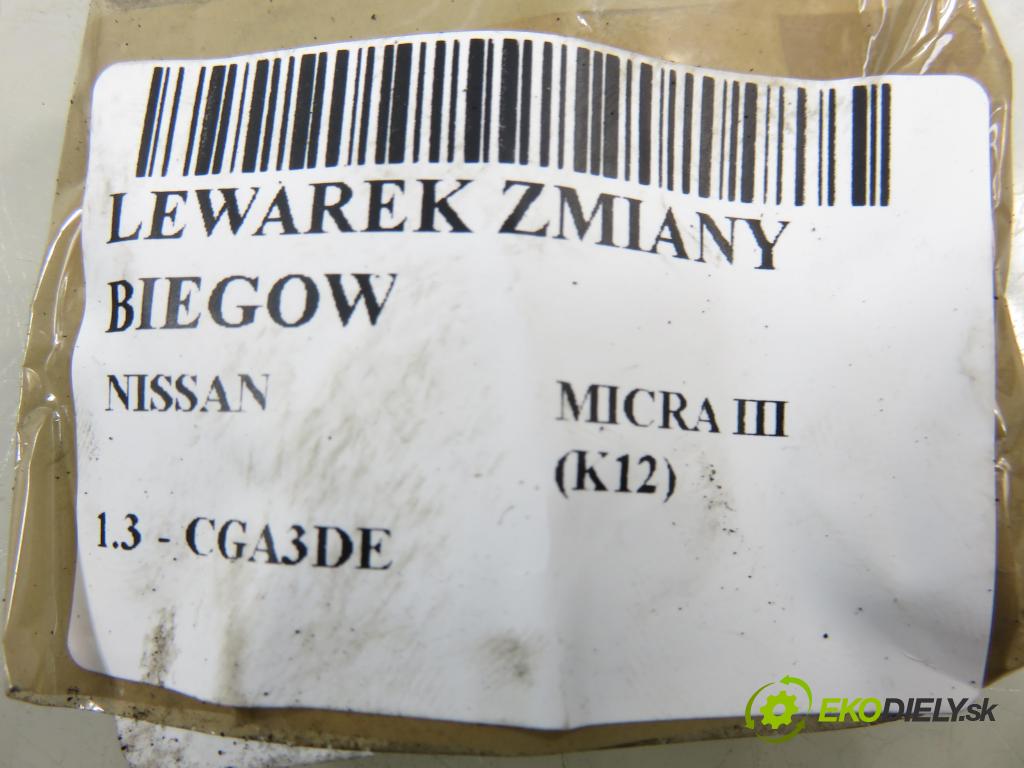 LEWAREK ZMIANY
BIEGOW
NISSAN
MICRA III
(K12)
1.3 - CGA3DE
EKODIELY.sk